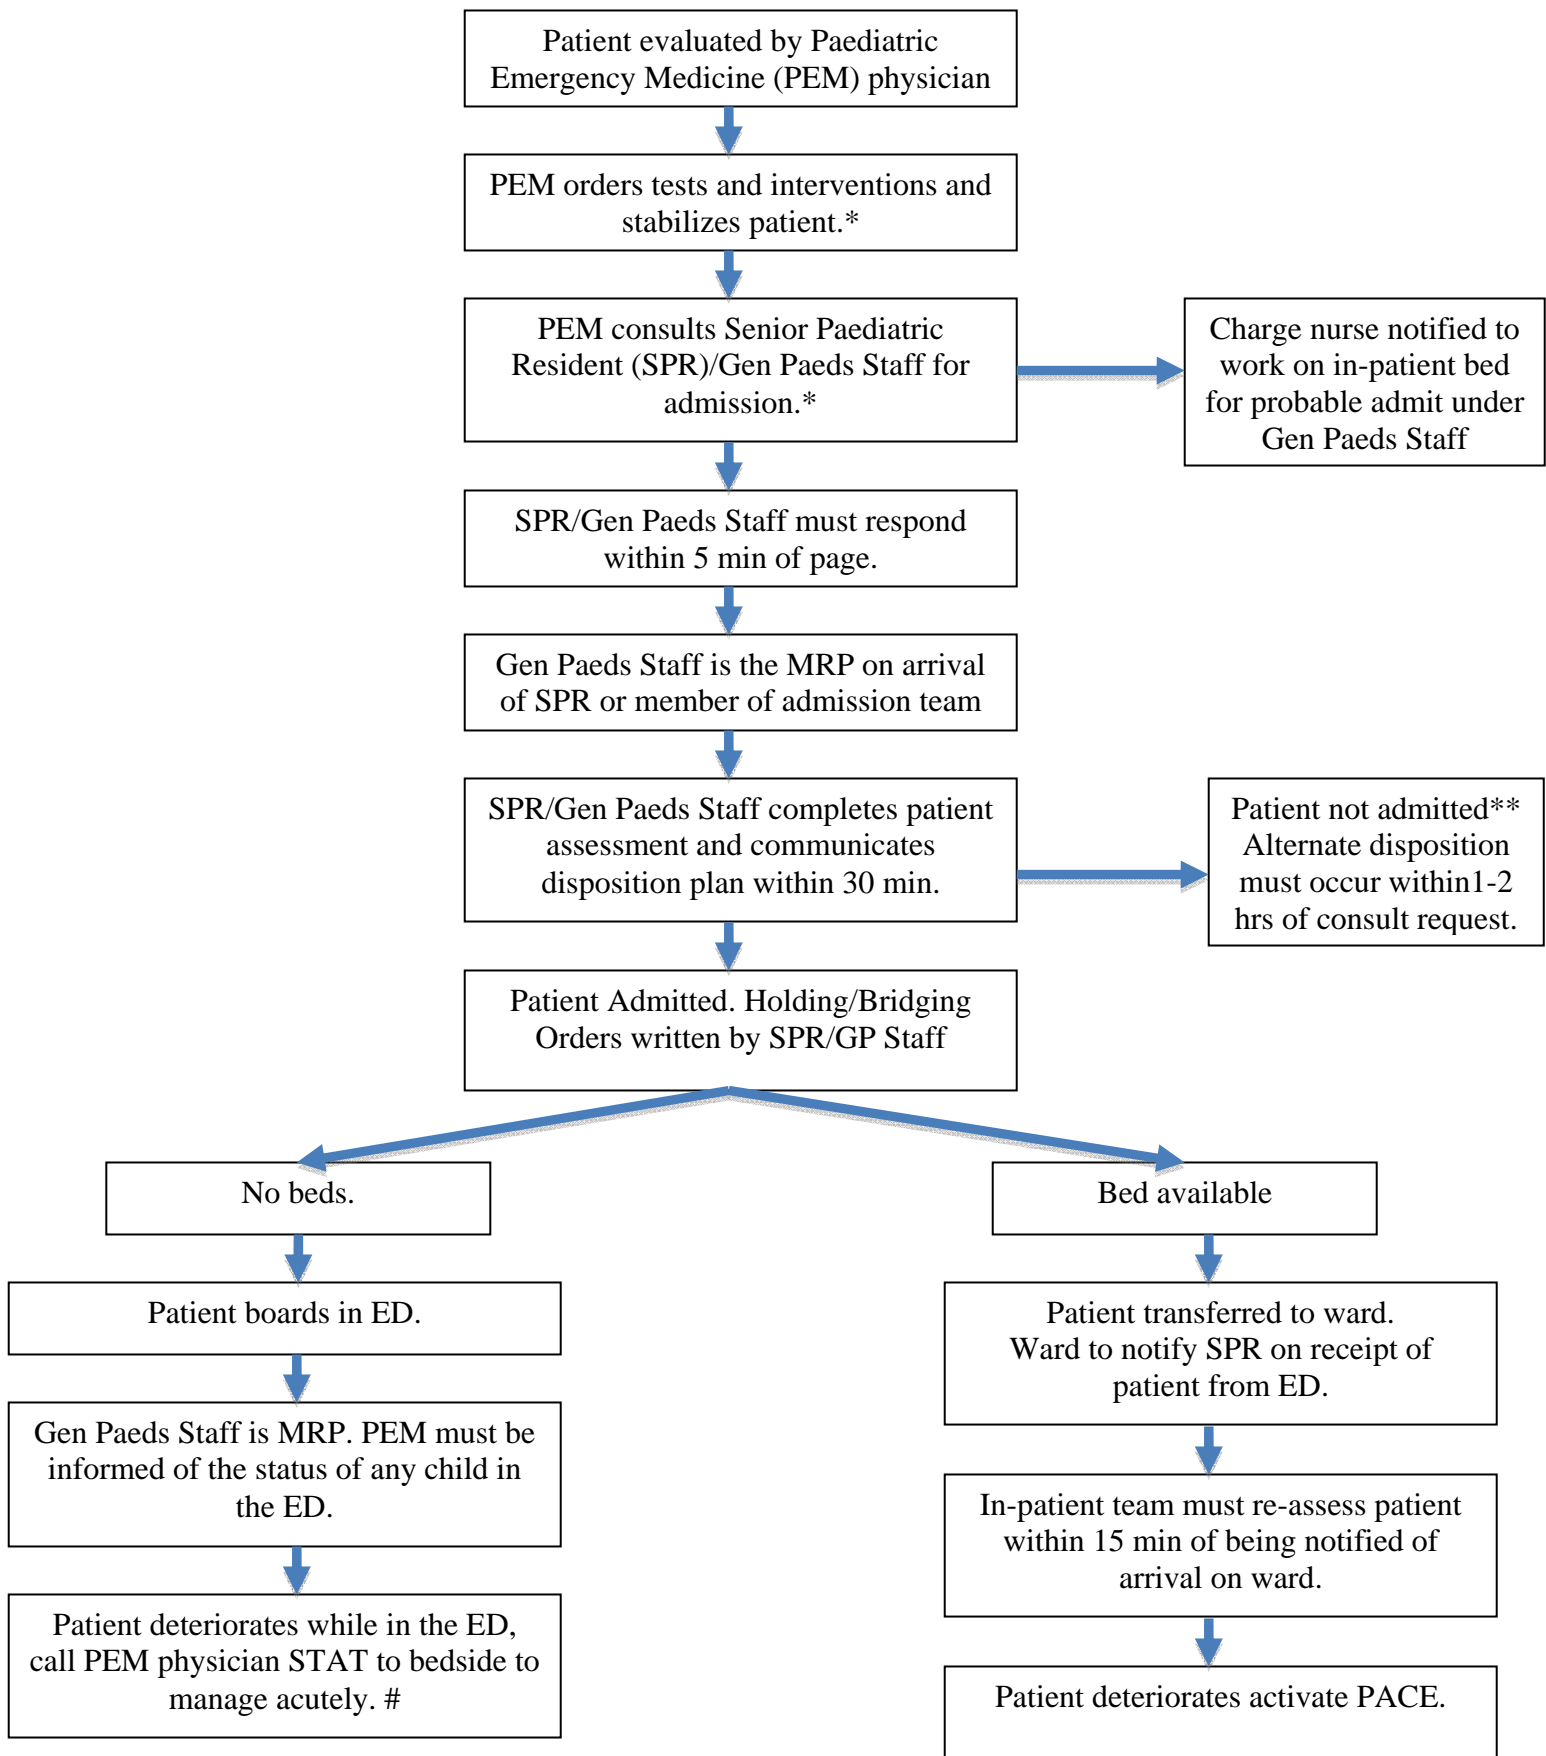 Patient evaluated by Paediatric
Emergency Medicine (PEM) physician
PEM orders tests and interventions and
stabilizes patient.*
PEM consults Senior Paediatric
Resident (SPR)/Gen Paeds Staff for
admission.*
Charge nurse notified to
work on in-patient bed
for probable admit under
Gen Paeds Staff
SPR/Gen Paeds Staff must respond
within 5 min of page.
Gen Paeds Staff is the MRP on arrival
of SPR or member of admission team
SPR/Gen Paeds Staff completes patient
assessment and communicates
disposition plan within 30 min.
Patient not admitted**
Alternate disposition
must occur within1-2
hrs of consult request.
Patient Admitted. Holding/Bridging
Orders written by SPR/GP Staff
No beds.
Patient boards in ED.
Gen Paeds Staff is MRP. PEM must be
informed of the status of any child in
the ED.
Patient deteriorates while in the ED,
call PEM physician STAT to bedside to
manage acutely. #
Bed available
Patient transferred to ward.
Ward to notify SPR on receipt of
patient from ED.
In-patient team must re-assess patient
within 15 min of being notified of
arrival on ward.
Patient deteriorates activate PACE.